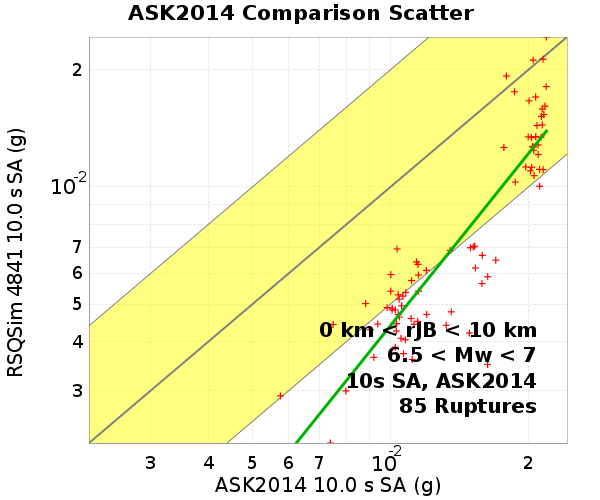 ASK2014 Comparison Scatter
RSQSim 4841 10.0 s SA (g)
2
10-2
7
6
5
4
3
0 km < rJB < 10 km
6.5 < Mw < 7
10s SA, ASK2014
85 Ruptures
3 4 5 6 7 10-2 2
ASK2014 10.0 s SA (g)